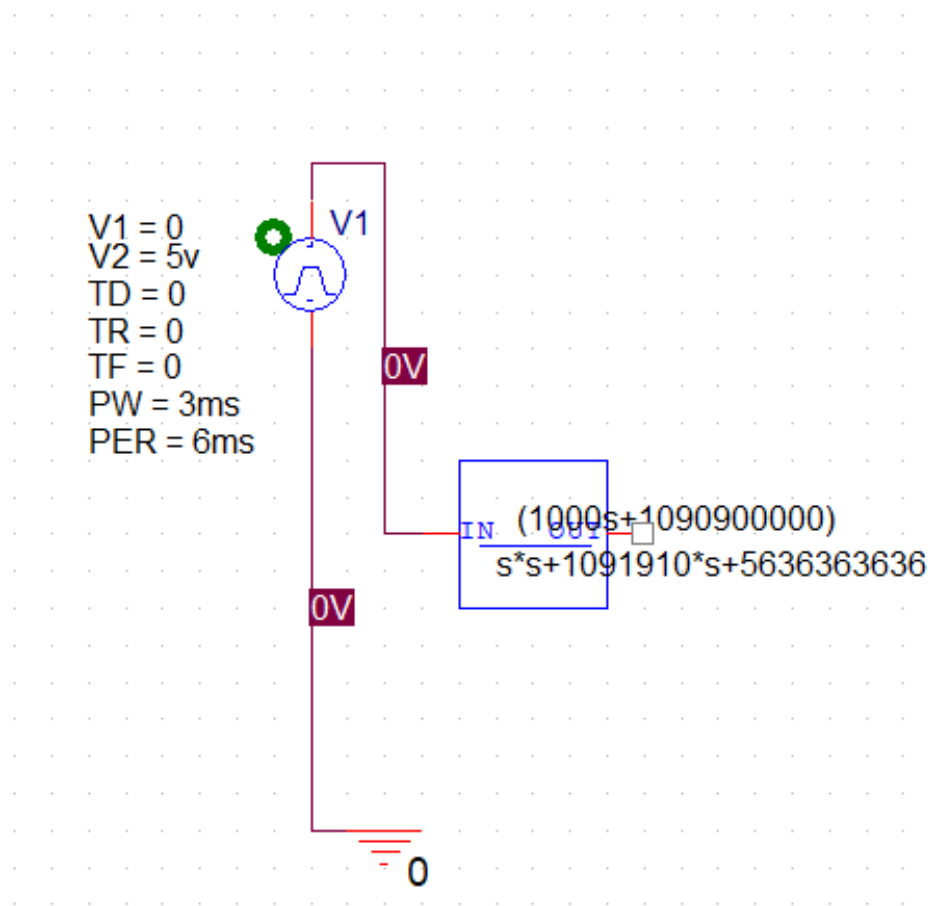 V1
V1 = 0
V2 = 5v
TD = 0
TR = 0
TF = 0
PW = 3ms
PER = 6ms
0V
(1000s+1090900000)
IN OUT
s*s+1091910*s+5636363636
0V
0